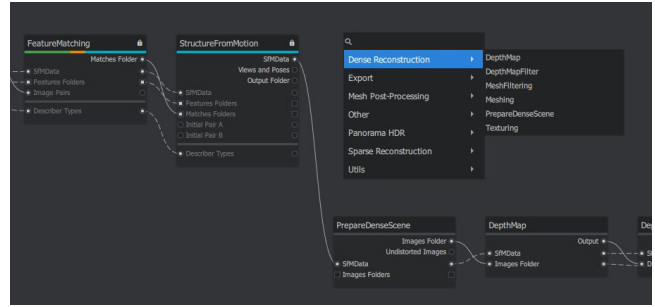 FeatureMatching
Matches Folder
SfMData
Features Folders
Image Pairs
Describer Types
StructureFromMotion
SfMData
Views and Poses
Output Folder
SfMData
Features Folders
Matches Folders
Initial Pair A
Initial Pair B
Describer Types
Dense Reconstruction
Export
Mesh Post-Processing
Other
Panorama HDR
Sparse Reconstruction
Utils
DepthMap
DepthMapFilter
MeshFiltering
Meshing
PrepareDenseScene
Texturing
PrepareDenseScene
Images Folder
Undistorted Images
SfMData
Images Folders
DepthMap
Output
SfMData
Images Folder
De
S
D